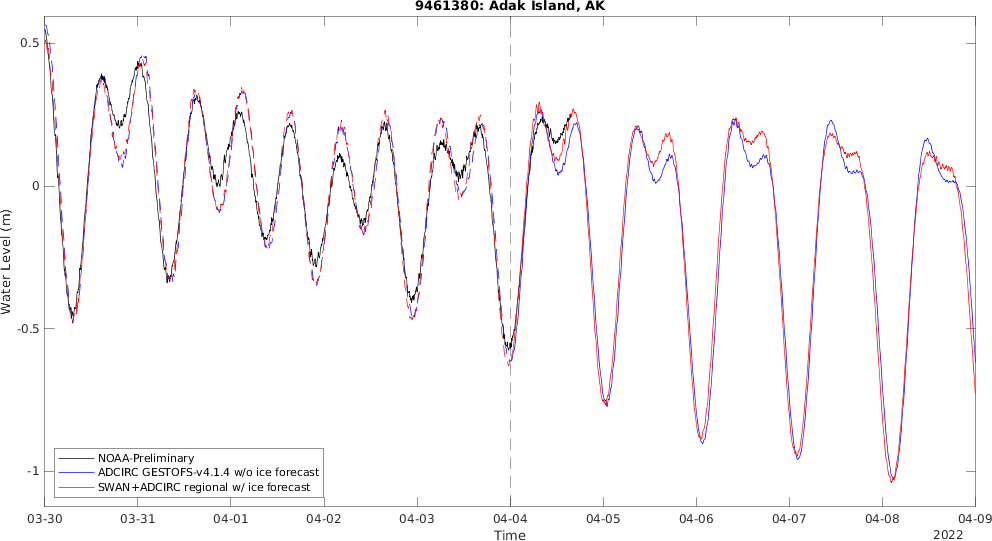 9461380: Adak Island, AK
Water Level (m)
0.5
0
-0.5
-1
NOAA-Preliminary
ADCIRC GESTOFS-v4.1.4 w/o ice forecast
SWAN+ADCIRC regional w/ ice forecast
03-30 03-31 04-01 04-02 04-03 04-04 04-05 04-06 04-07 04-08 04-09
Time
2022